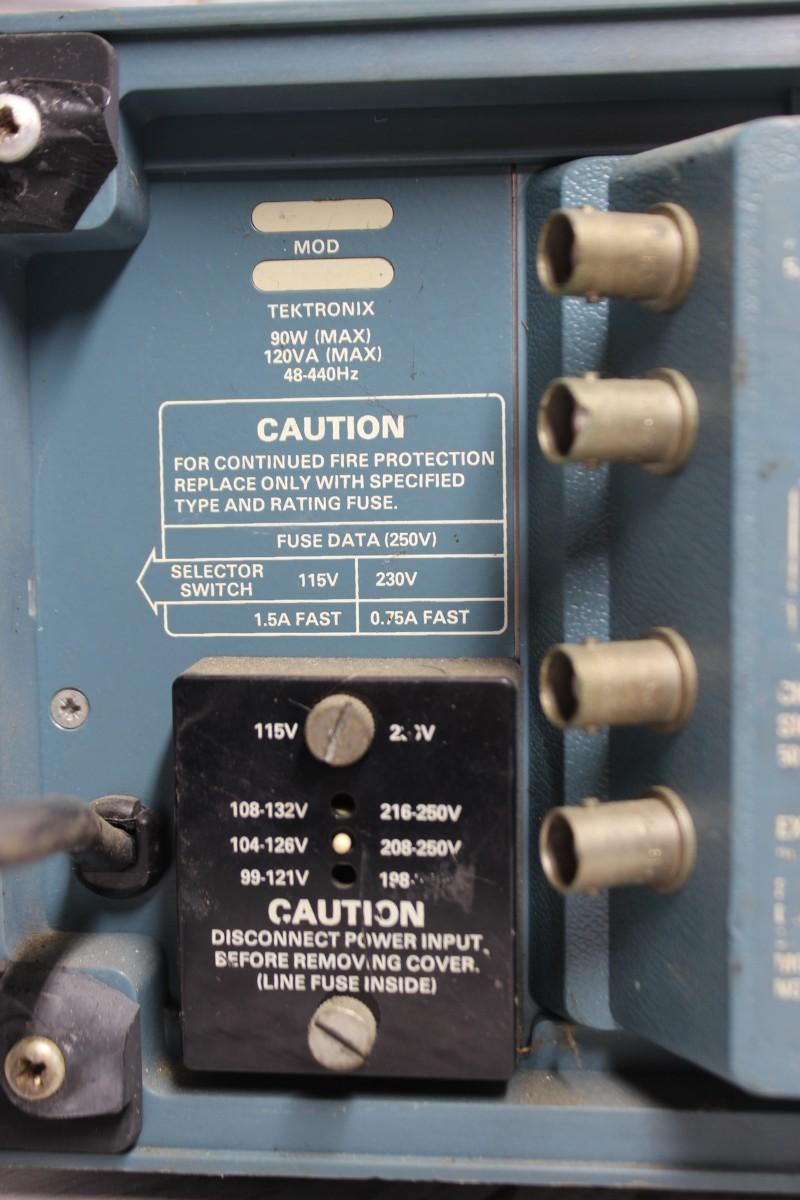 MOD
TEKTRONIX
90W (MAX)
120VA (MAX)
48-440Hz
CAUTION
FOR CONTINUED FIRE PROTECTION
REPLACE ONLY WITH SPECIFIED
TYPE AND RATING FUSE.
FUSE DATA (250V)
SELECTOR SWITCH 115V 230V
1.5A FAST 0.75A FAST
115V
108-132V 216-250V
104-126V 208-250V
99-121V 198-
CAUTION
DISCONNECT POWER INPUT
BEFORE REMOVING COVER.
(LINE FUSE INSIDE)